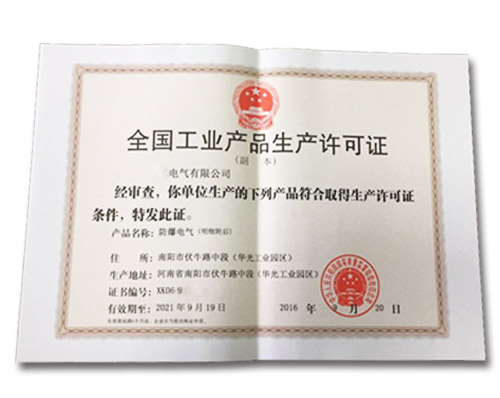 全国工业产品生产许可证
(副 本)
电气有限公司
经审查，你单位生产的下列产品符合取得生产许可证
条件，特发此证。
产品名称：防爆电气（明细附后）
住 所：南阳市伏牛路中段（华光工业园区）
生产地址：河南省南阳市伏牛路中段（华光工业园区）
证书编号：XK06-9
有效期至：2021年9月19日 2016年9月20日